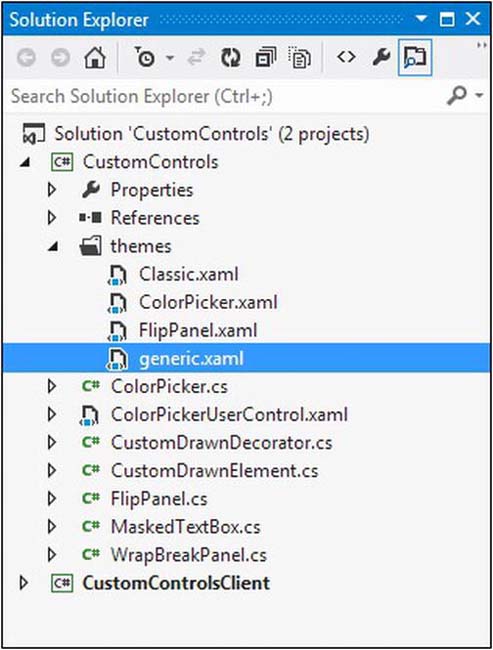 Solution Explorer
Search Solution Explorer (Ctrl+;)
Solution 'CustomControls' (2 projects)
C# CustomControls
Properties
References
themes
Classic.xaml
ColorPicker.xaml
FlipPanel.xaml
generic.xaml
C# ColorPicker.cs
ColorPickerUserControl.xaml
C# CustomDrawnDecorator.cs
C# CustomDrawnElement.cs
C# FlipPanel.cs
C# MaskedTextBox.cs
C# WrapBreakPanel.cs
C# CustomControlsClient